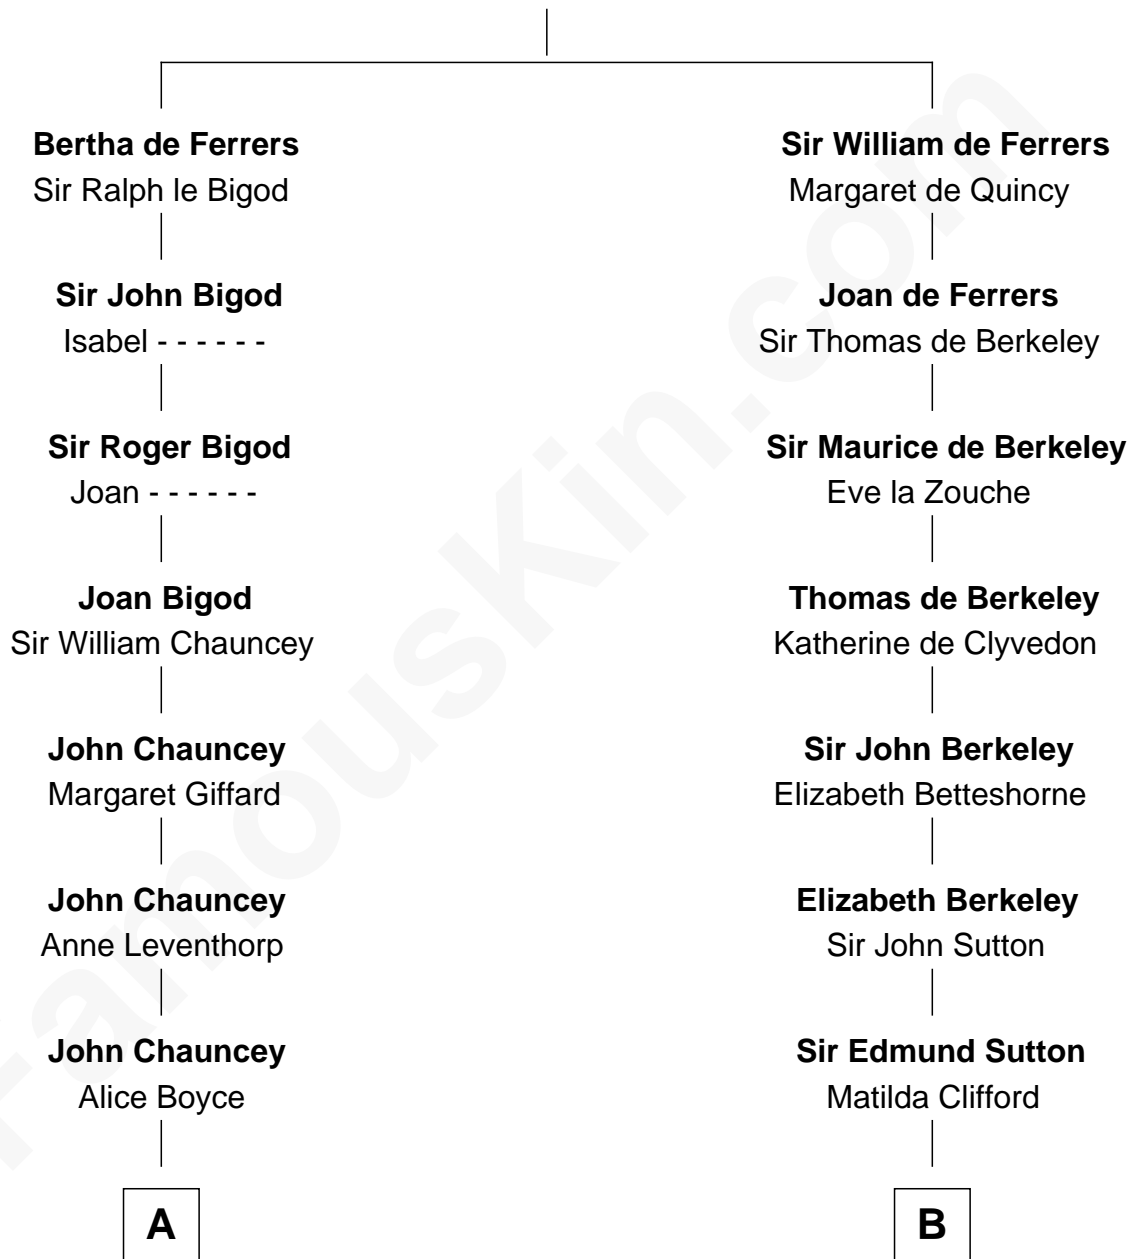 Bertha de Ferrers
Sir Ralph le Bigod
Sir John Bigod
Isabel - - - - - -
Sir Roger Bigod
Joan - - - - - -
Joan Bigod
Sir William Chauncey
John Chauncey
Margaret Giffard
John Chauncey
Anne Leventhorp
John Chauncey
Alice Boyce
A
Sir William de Ferrers
Margaret de Quincy
Joan de Ferrers
Sir Thomas de Berkeley
Sir Maurice de Berkeley
Eve la Zouche
Thomas de Berkeley
Katherine de Clyvedon
Sir John Berkeley
Elizabeth Betteshorne
Elizabeth Berkeley
Sir John Sutton
Sir Edmund Sutton
Matilda Clifford
B
FamousKin.com